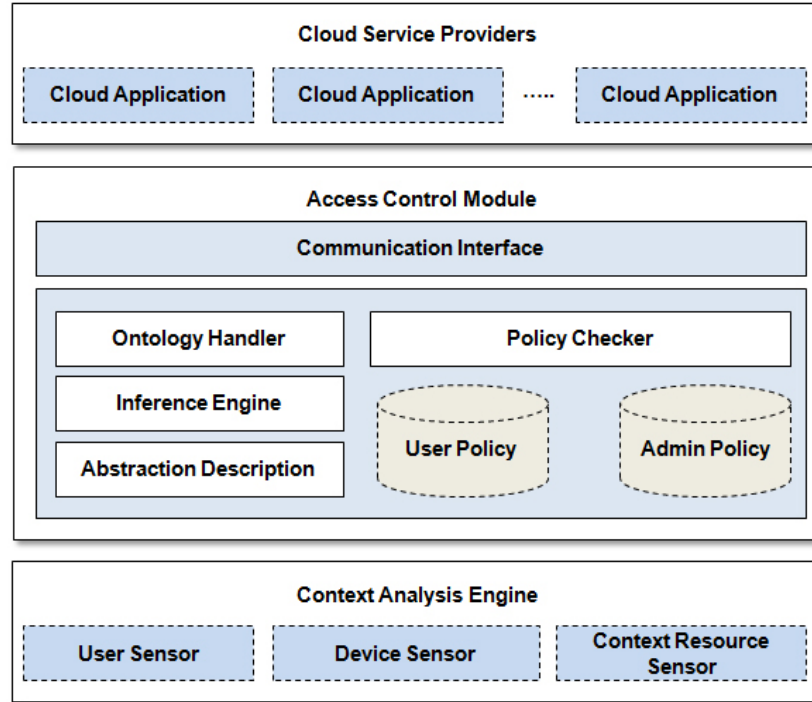 Cloud Service Providers
Cloud Application
Cloud Application
.....
Cloud Application
Access Control Module
Communication Interface
Ontology Handler
Policy Checker
Inference Engine
Abstraction Description
User Policy
Admin Policy
Context Analysis Engine
User Sensor
Device Sensor
Context Resource
Sensor